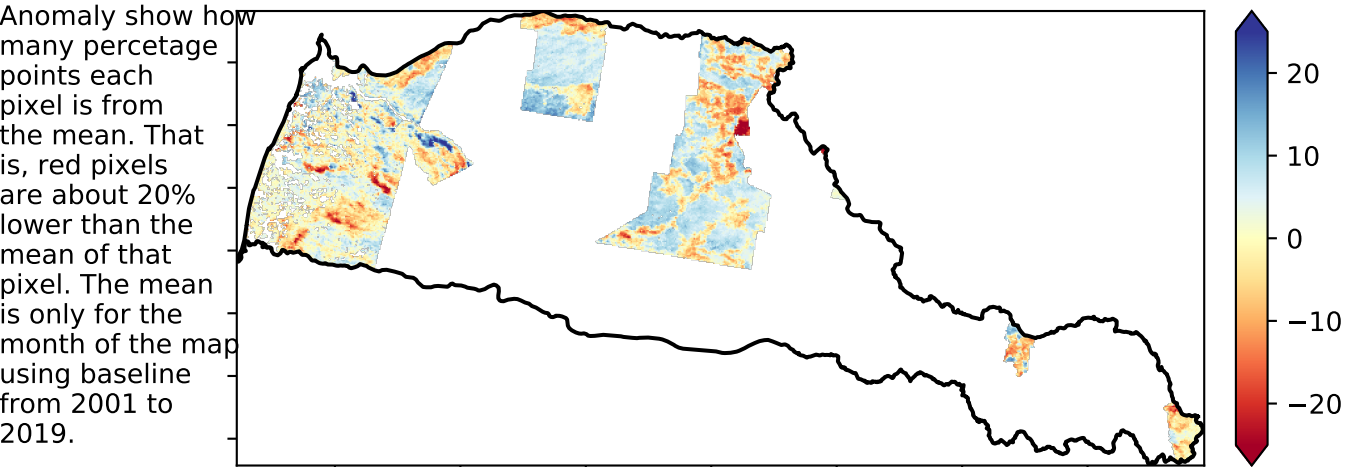 Anomaly show how
many percetage
points each
pixel is from
the mean. That
is, red pixels
are about 20%
lower than the
mean of that
pixel. The mean
is only for the
month of the map
using baseline
from 2001 to
2019.
20
10
0
−10
−20